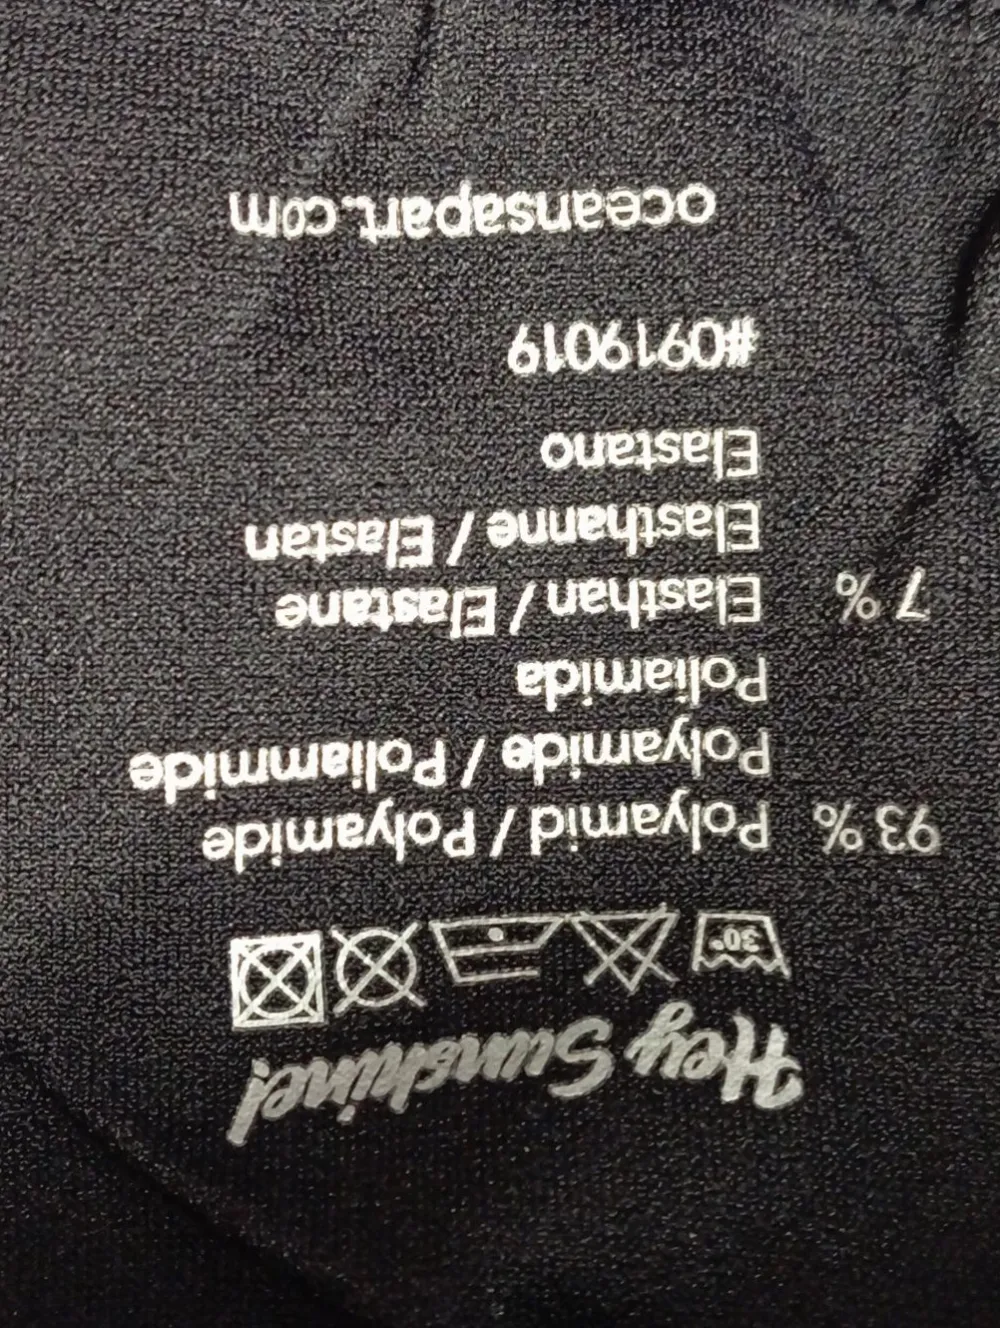 Hey Sunshine!
30°
93 % Polyamid / Polyamide
Polyamide / Poliammide
Poliamida
7 % Elasthan / Elastane
Elasthanne / Elastan
Elastano
#0919019
oceansapart.com